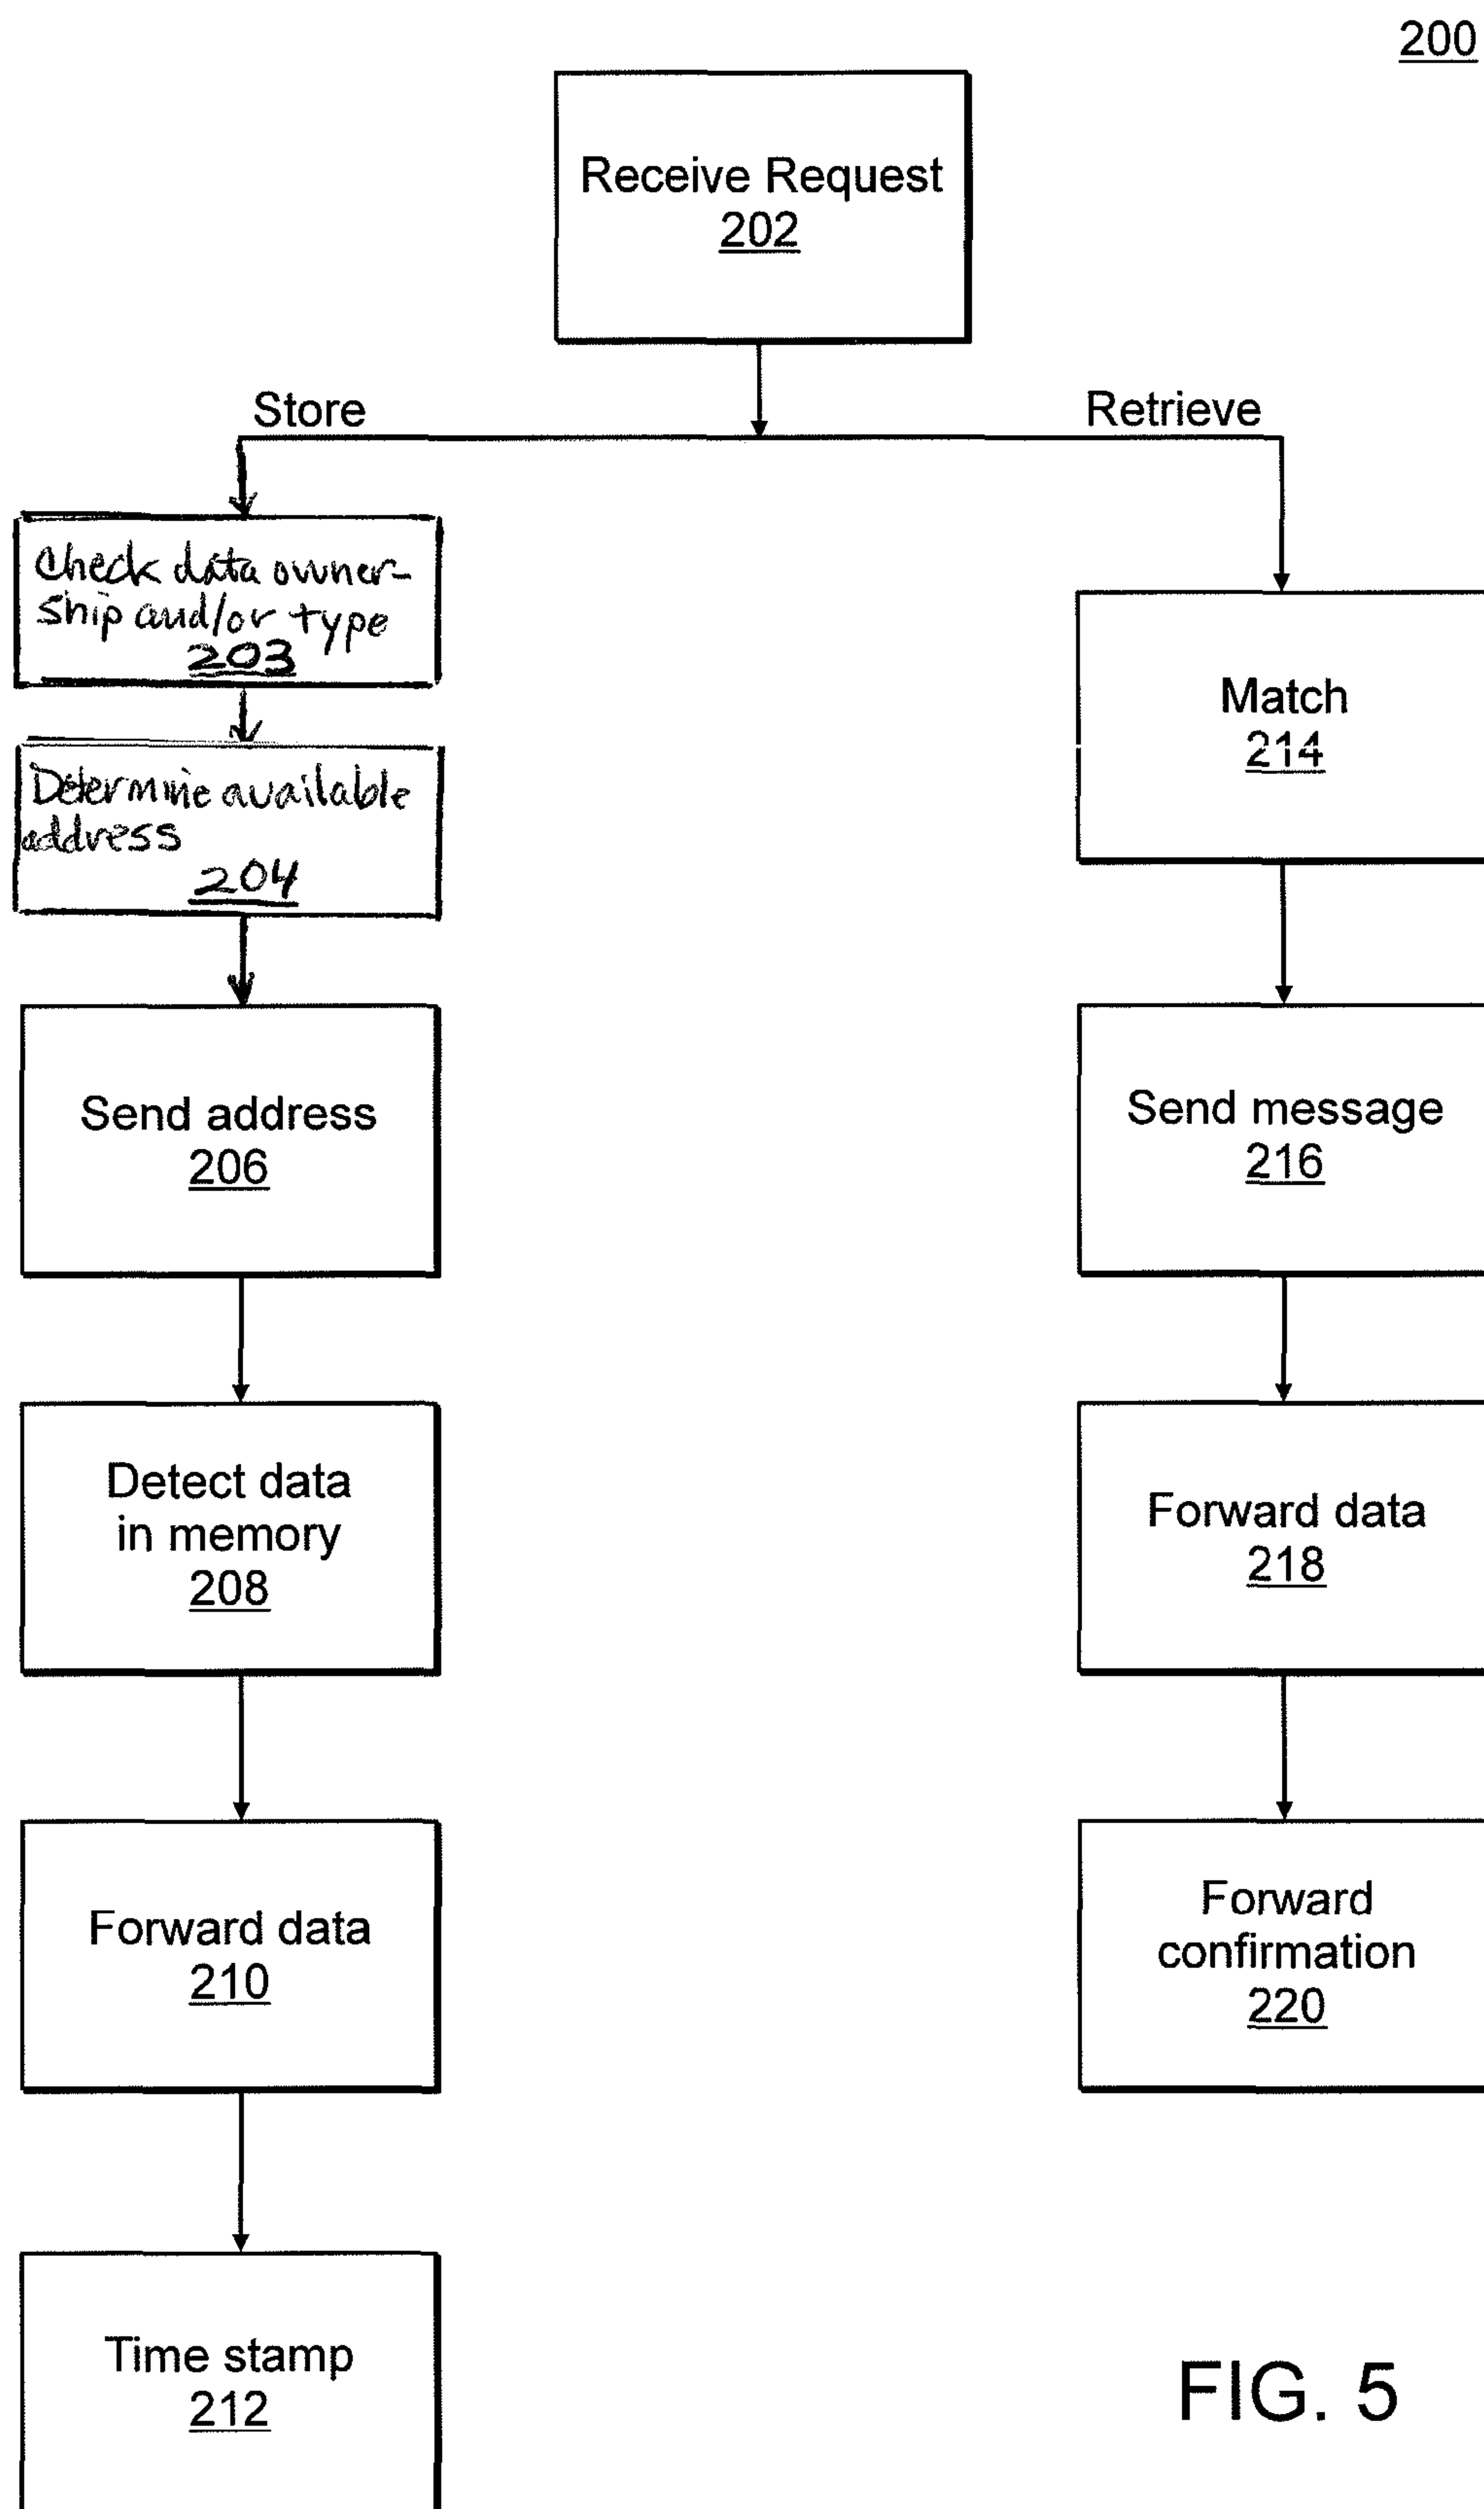 200
Receive Request
202
Store
Retrieve
Check data owner-
ship and/or type
203
Determine available
address
204
Send address
206
Detect data
in memory
208
Forward data
210
Time stamp
212
Match
214
Send message
216
Forward data
218
Forward
confirmation
220
FIG. 5